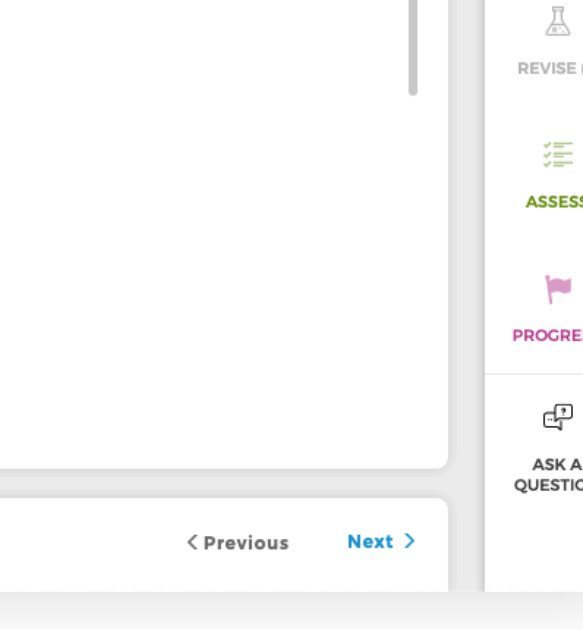 REVISE (
ASSESS
PROGRE
ASK A
QUESTIO
< Previous
Next >